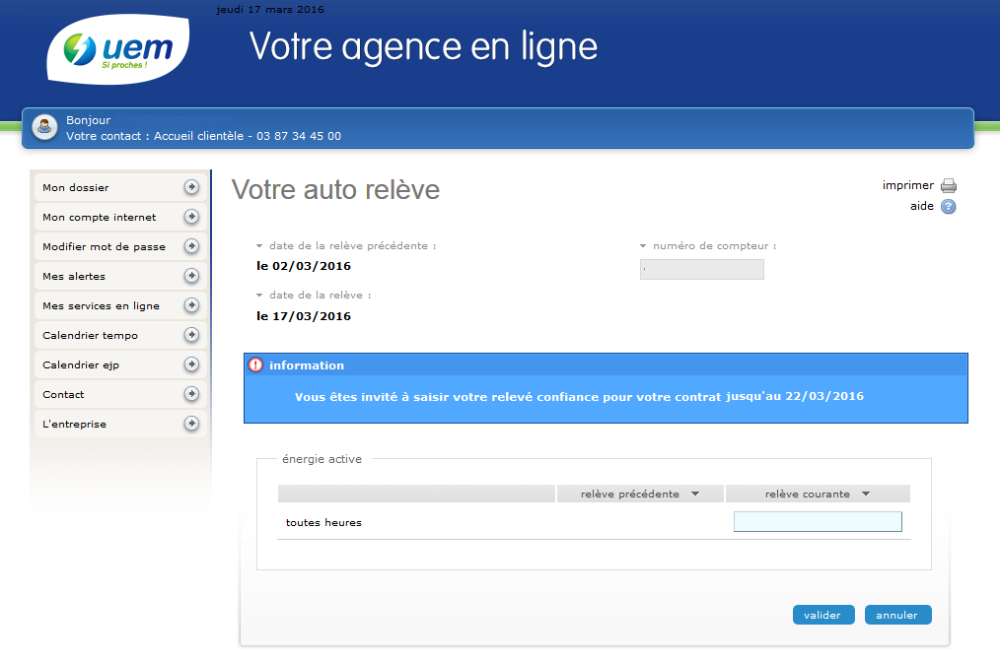 jeudi 17 mars 2016
uem
Si proches !
Votre agence en ligne
Bonjour
Votre contact : Accueil clientèle - 03 87 34 45 00
Mon dossier
Mon compte internet
Modifier mot de passe
Mes alertes
Mes services en ligne
Calendrier tempo
Calendrier ejp
Contact
L'entreprise
Votre auto relève
imprimer
aide
date de la relève précédente :
le 02/03/2016
numéro de compteur :
date de la relève :
le 17/03/2016
information
Vous êtes invité à saisir votre relevé confiance pour votre contrat jusqu'au 22/03/2016
énergie active
relève précédente relève courante
toutes heures
valider annuler